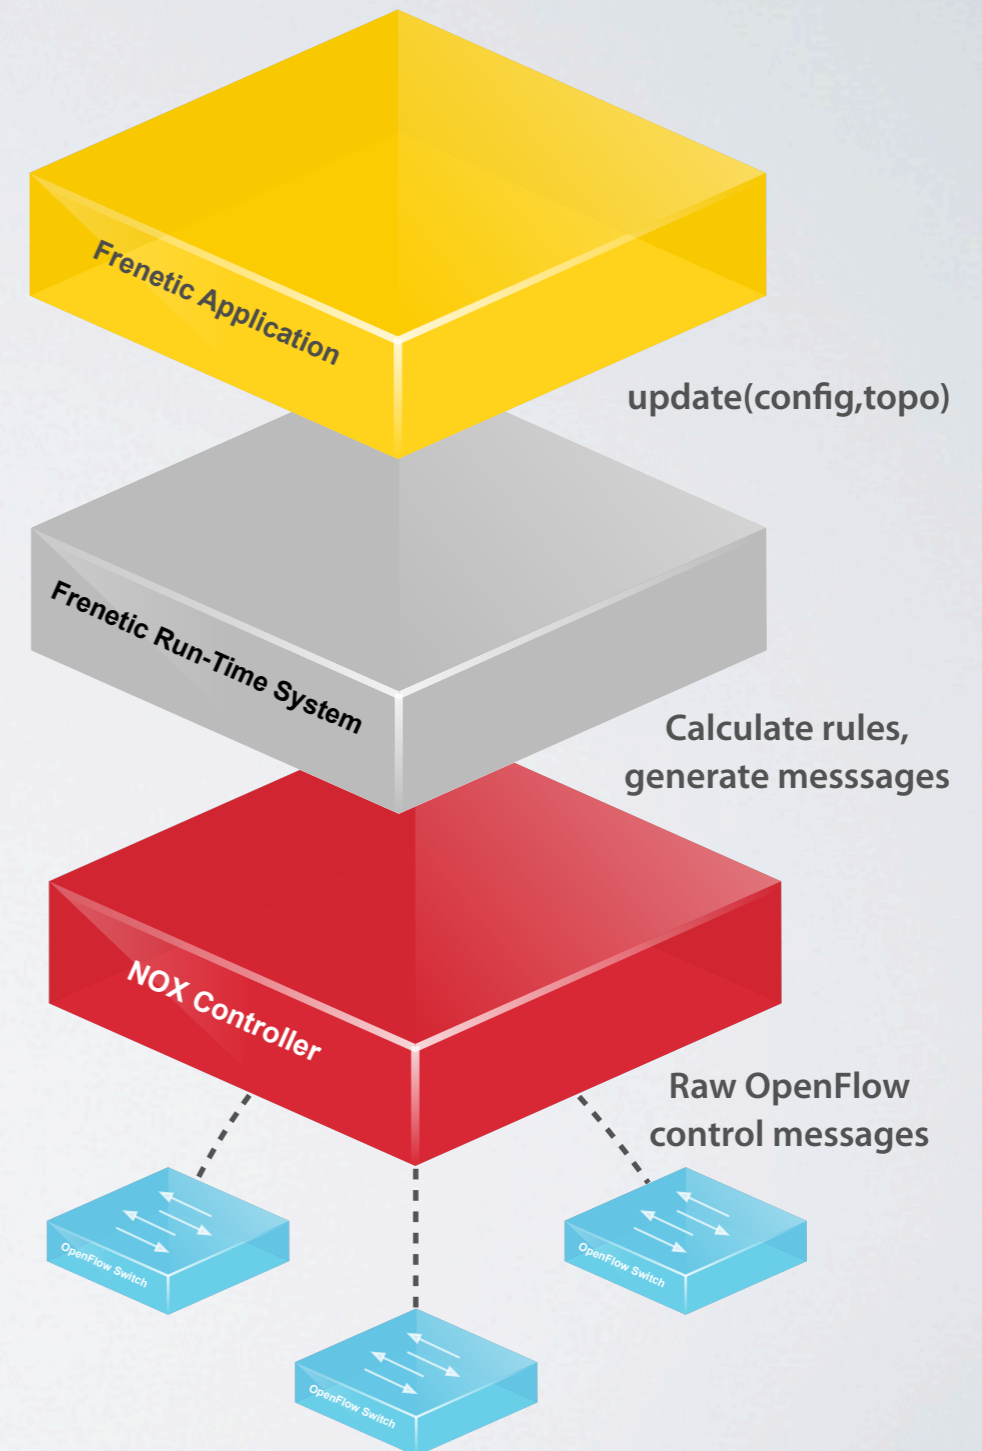 Frenetic Application
update(config,topo)
Frenetic Run-Time System
Calculate rules,
generate messsages
NOX Controller
Raw OpenFlow
control messages
OpenFlow Switch
OpenFlow Switch
OpenFlow Switch